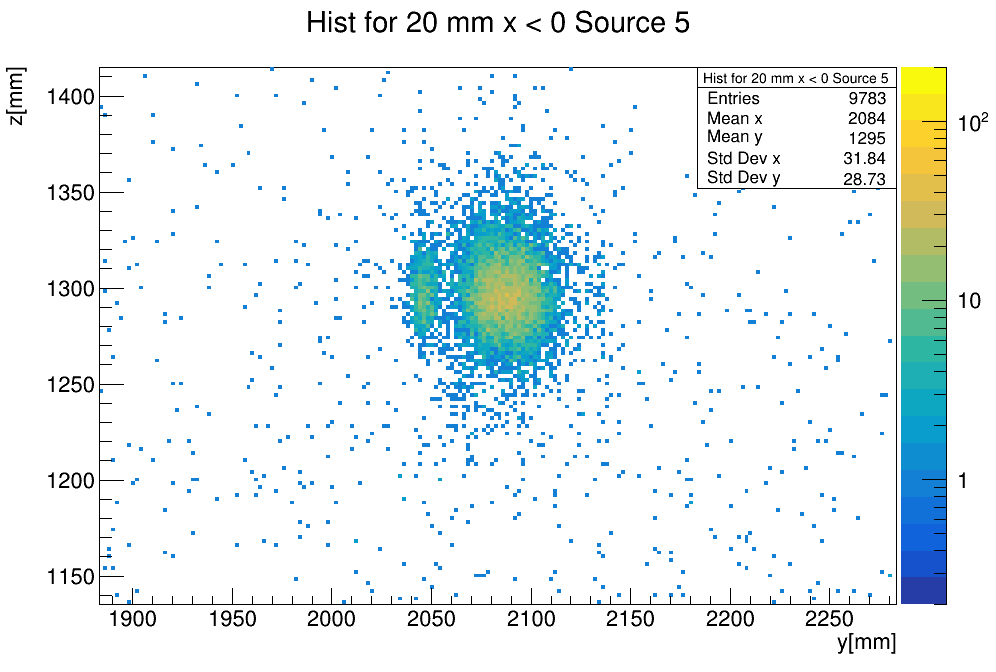 Hist for 20 mm x < 0 Source 5
z[mm]
Hist for 20 mm x < 0 Source 5
Entries 9783
Mean x 2084
Mean y 1295
Std Dev x 31.84
Std Dev y 28.73
1400
1350
1300
1250
1200
1150
10²
10
1
1900 1950 2000 2050 2100 2150 2200 2250
y[mm]